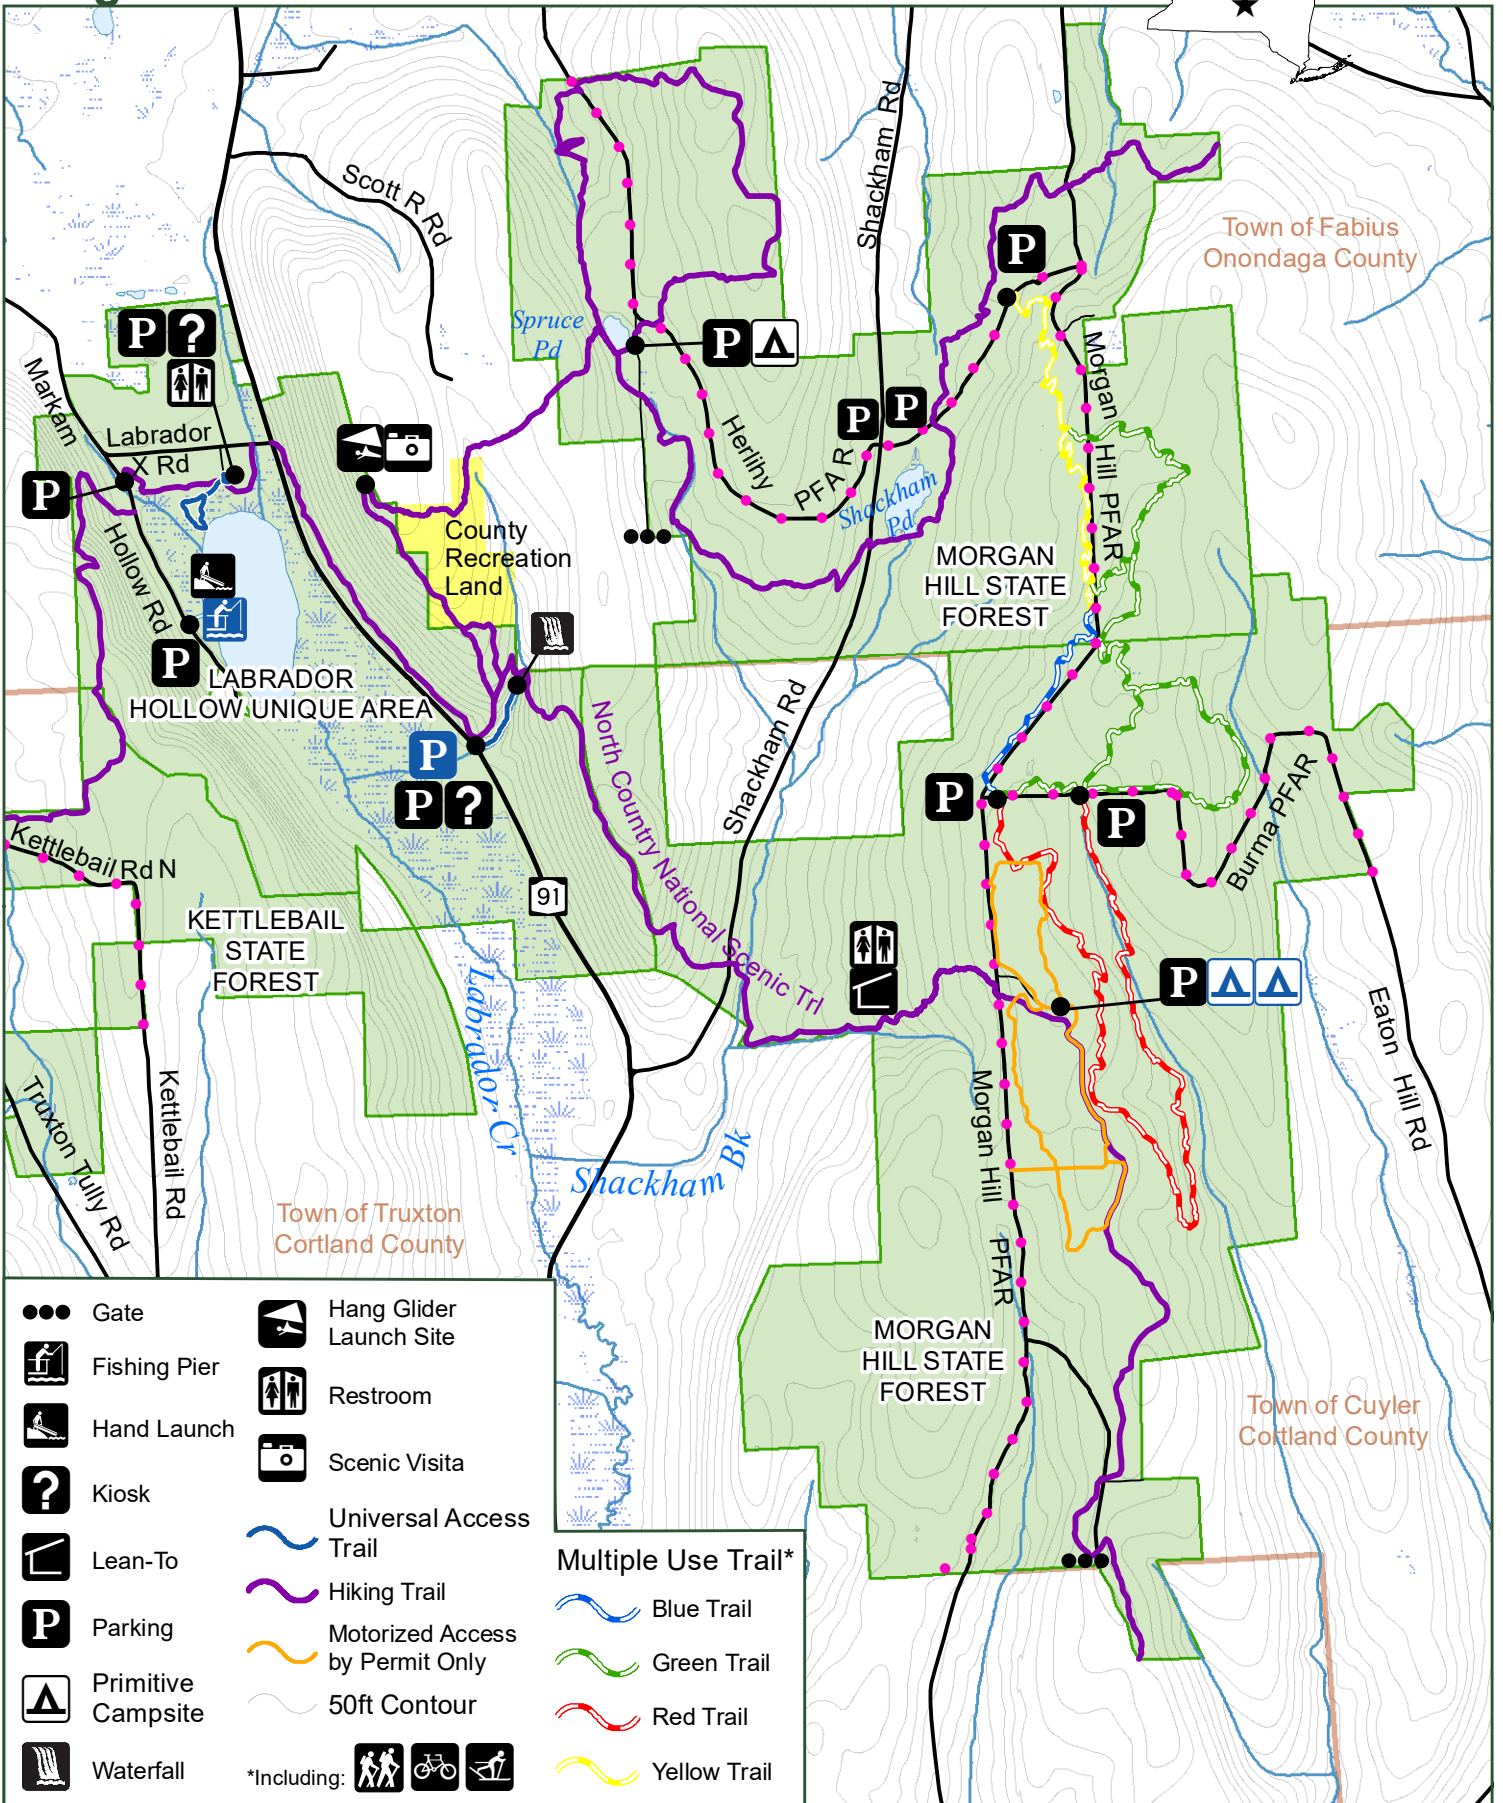 Shackham Rd
Scott R Rd
Town of Fabius
Onondaga County
P
P ?
Spruce
Pd
P
Markam
Labrador
X Rd
P
Hollow Rd
P
Herlihy
PFAR
P P
Shackham
Pd
Morgan Hill PFAR
County
Recreation
Land
MORGAN
HILL STATE
FOREST
LABRADOR
HOLLOW UNIQUE AREA
P
P ?
North Country National Scenic Trl
Shackham Rd
P
P
Burma PFAR
Kettlebail Rd N
91
KETTLEBAIL
STATE
FOREST
P
Labrador Cr
Eaton Hill Rd
Truxton Tully Rd
Kettlebail Rd
Morgan Hill PFAR
Shackham Bk
Town of Truxton
Cortland County
MORGAN
HILL STATE
FOREST
Town of Cuyler
Cortland County
Gate
Fishing Pier
Hand Launch
? Kiosk
Lean-To
P Parking
Primitive
Campsite
Waterfall
Hang Glider
Launch Site
Restroom
Scenic Visita
Universal Access
Trail
Hiking Trail
Motorized Access
by Permit Only
50ft Contour
*Including:
Multiple Use Trail*
Blue Trail
Green Trail
Red Trail
Yellow Trail